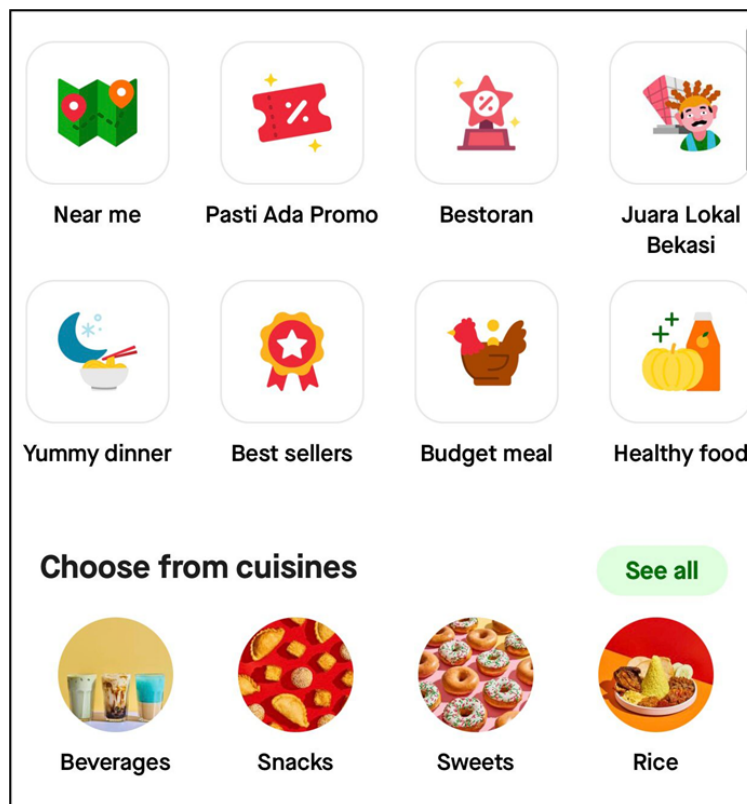 Near me
Pasti Ada Promo
Bestoran
Juara Lokal
Bekasi
Yummy dinner
Best sellers
Budget meal
Healthy food
Choose from cuisines
See all
Beverages
Snacks
Sweets
Rice